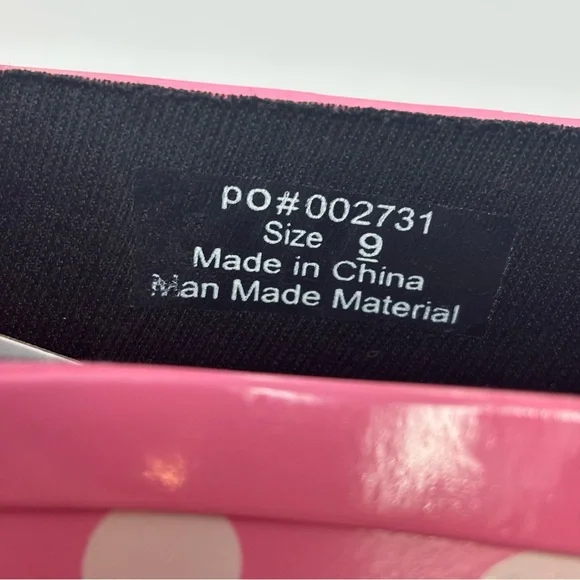 PO#002731
Size 9
Made in China
Man Made Material